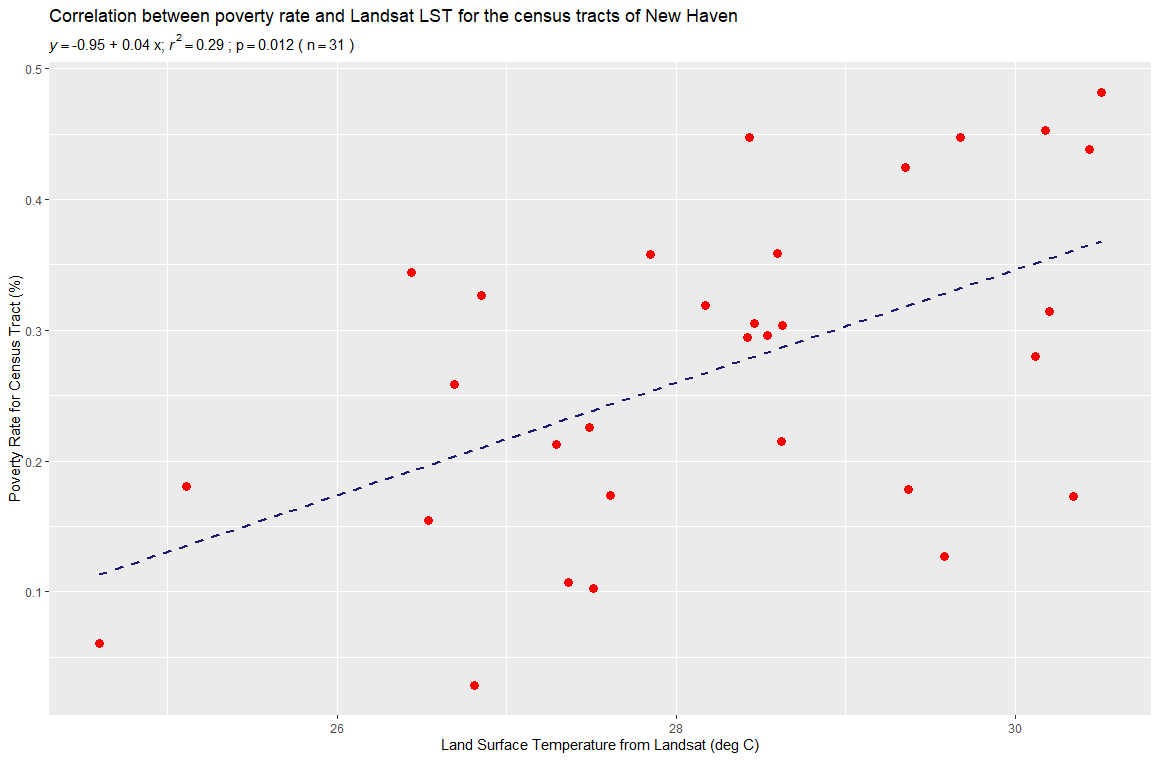 Correlation between poverty rate and Landsat LST for the census tracts of New Haven
y = -0.95 + 0.04 x; r² = 0.29 ; p = 0.012 ( n = 31 )
0.5
0.4
0.3
0.2
0.1
Poverty Rate for Census Tract (%)
26
28
30
Land Surface Temperature from Landsat (deg C)